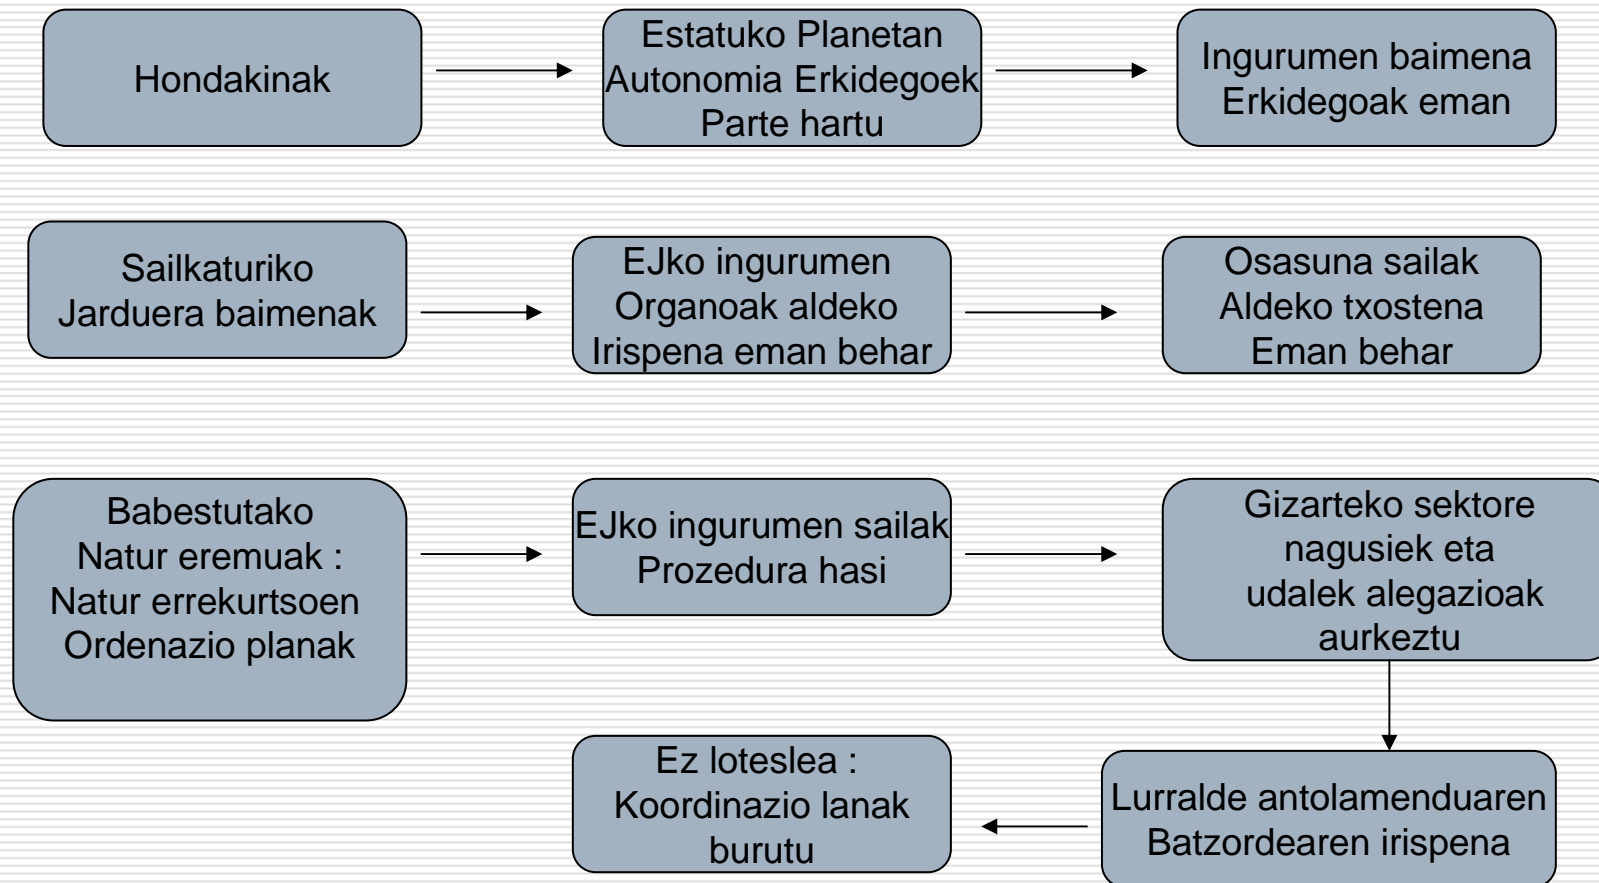 Hondakinak
Estatuko Planetan
Autonomia Erkidegoek
Parte hartu
Ingurumen baimena
Erkidegoak eman
Sailkaturiko
Jarduera baimenak
EJko ingurumen
Organoak aldeko
Irispena eman behar
Osasuna sailak
Aldeko txostena
Eman behar
Babestutako
Natur eremuak :
Natur errekurtsoen
Ordenazio planak
EJko ingurumen sailak
Prozedura hasi
Gizarteko sektore
nagusiek eta
udalek alegazioak
aurkeztu
Lurralde antolamenduaren
Batzordearen irispena
Ez loteslea :
Koordinazio lanak
burutu